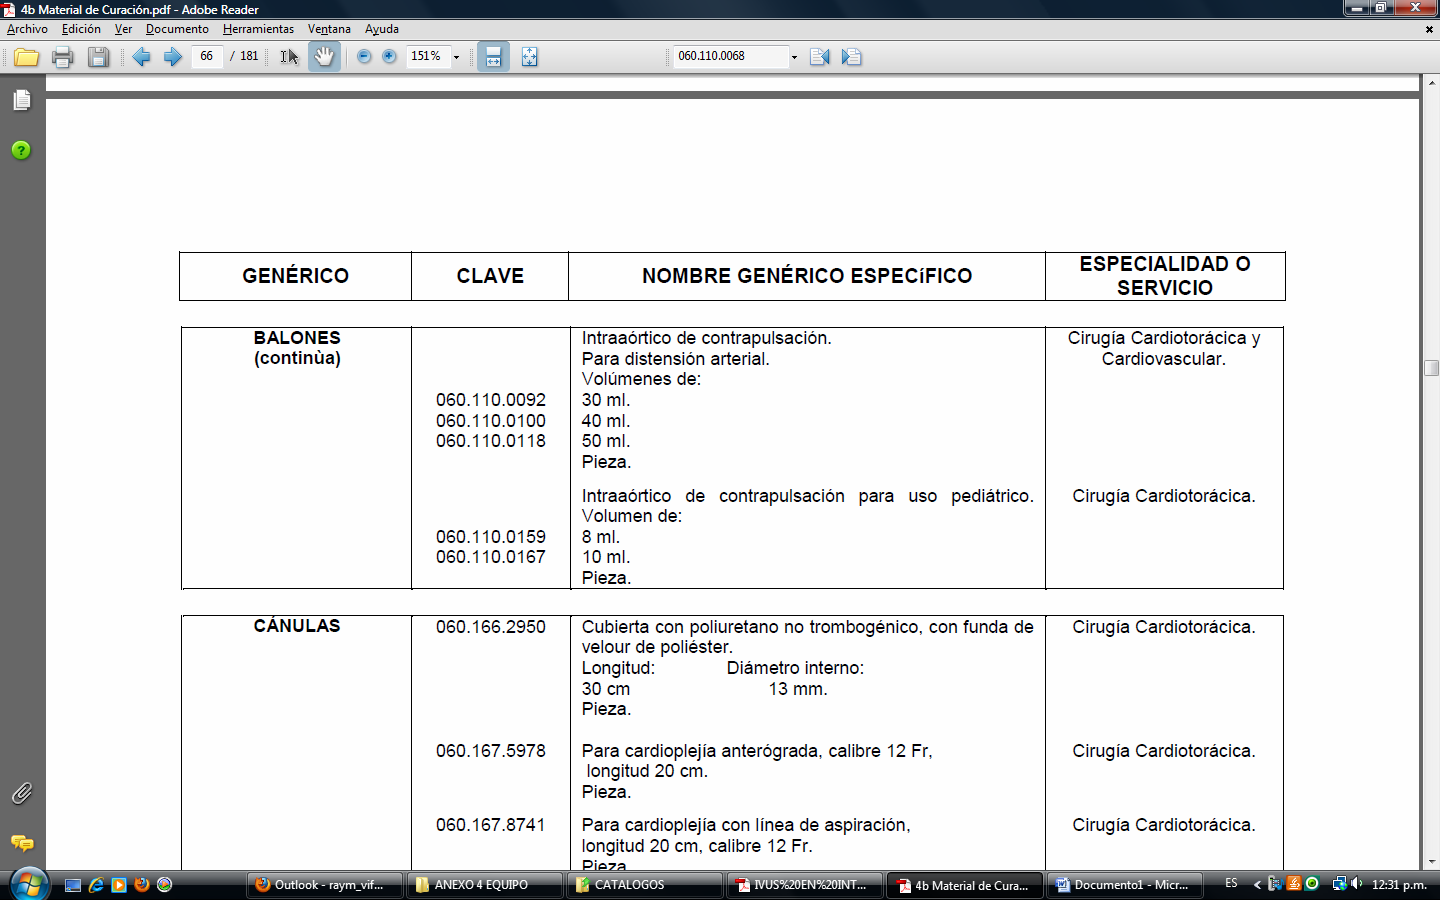 4b Material de Curación.pdf - Adobe Reader
Archivo Edición Ver Documento Herramientas Ventana Ayuda
66 / 181 151% 060.110.0068
GENÉRICO CLAVE NOMBRE GENÉRICO ESPECíFICO ESPECIALIDAD O
SERVICIO
BALONES Intraaórtico de contrapulsación. Cirugía Cardiotorácica y
(continùa) Para distensión arterial. Cardiovascular.
Volúmenes de:
060.110.0092 30 ml.
060.110.0100 40 ml.
060.110.0118 50 ml.
Pieza.
Intraaórtico de contrapulsación para uso pediátrico. Cirugía Cardiotorácica.
Volumen de:
060.110.0159 8 ml.
060.110.0167 10 ml.
Pieza.
CÁNULAS 060.166.2950 Cubierta con poliuretano no trombogénico, con funda de Cirugía Cardiotorácica.
velour de poliéster.
Longitud: Diámetro interno:
30 cm 13 mm.
Pieza.
060.167.5978 Para cardioplejía anterógrada, calibre 12 Fr, Cirugía Cardiotorácica.
longitud 20 cm.
Pieza.
060.167.8741 Para cardioplejía con línea de aspiración, Cirugía Cardiotorácica.
longitud 20 cm, calibre 12 Fr.
Pieza
Outlook - raym_vif... ANEXO 4 EQUIPO CATALOGOS IVUS%20EN%20INT... 4b Material de Cura... Documento1 - Micr... ES 12:31 p.m.